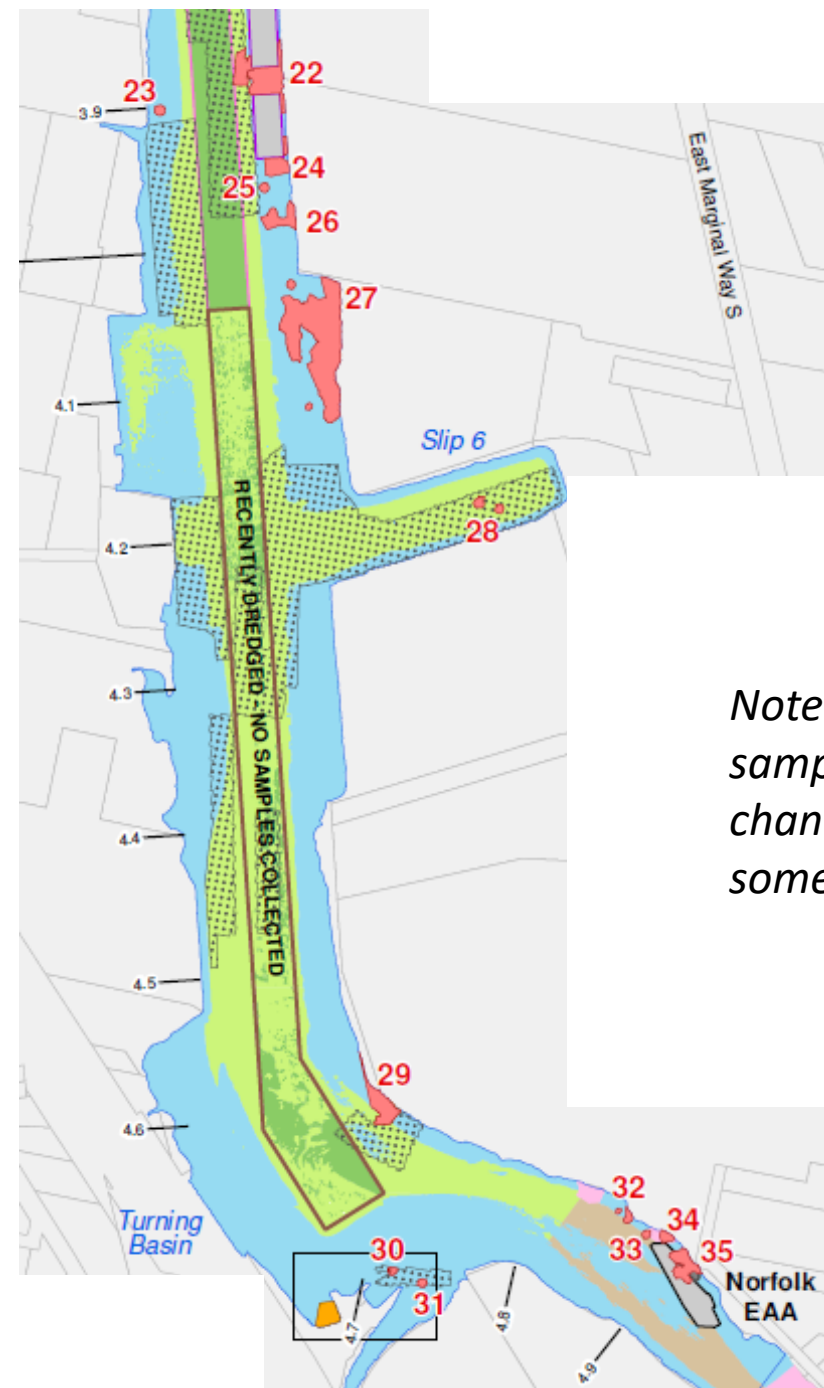 22
23
3.9
24
25
26
East Marginal Way S
27
4.1
Slip 6
28
4.2
RECENTLY DREDGED - NO SAMPLES COLLECTED
4.3
Note
samp
chan
some
4.4
4.5
29
4.6
Turning
Basin
32
33
34
35
30
31
Norfolk
EAA
4.7
4.8
4.9